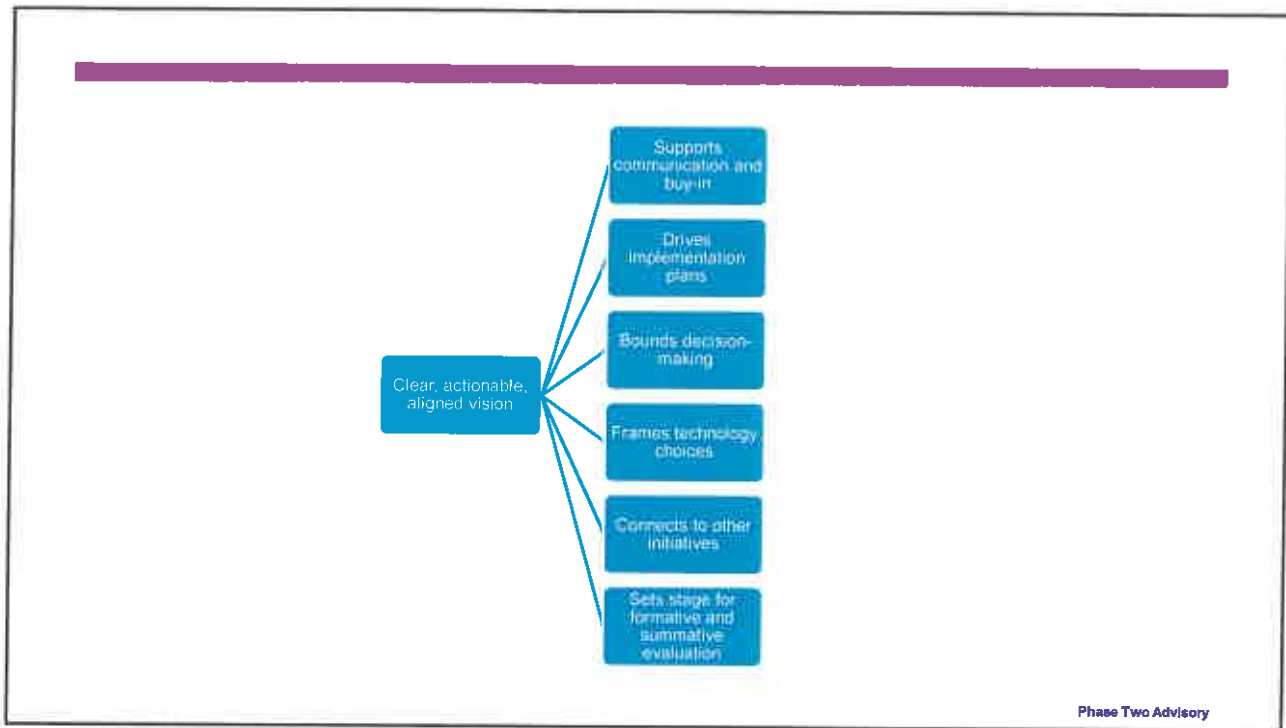 Supports
communication and
buy-in
Drives
implementation
plans
Bounds decision-
making
Clear, actionable,
aligned vision
Frames technology
choices
Connects to other
initiatives
Sets stage for
formative and
summative
evaluation
Phase Two Advisory